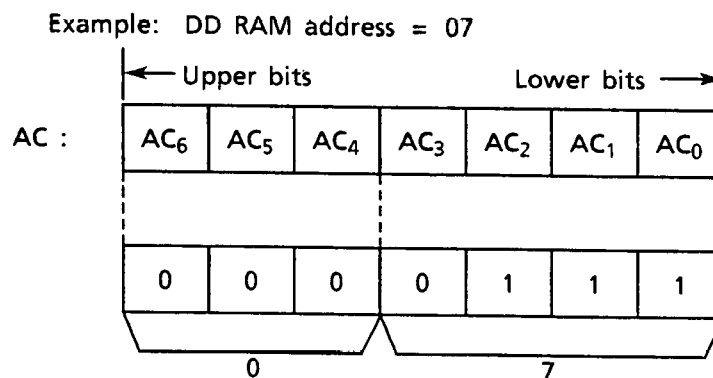 Example: DD RAM address = 07
Upper bits Lower bits
AC : AC₆ AC₅ AC₄ AC₃ AC₂ AC₁ AC₀
0 0 0 0 1 1 1
0 7